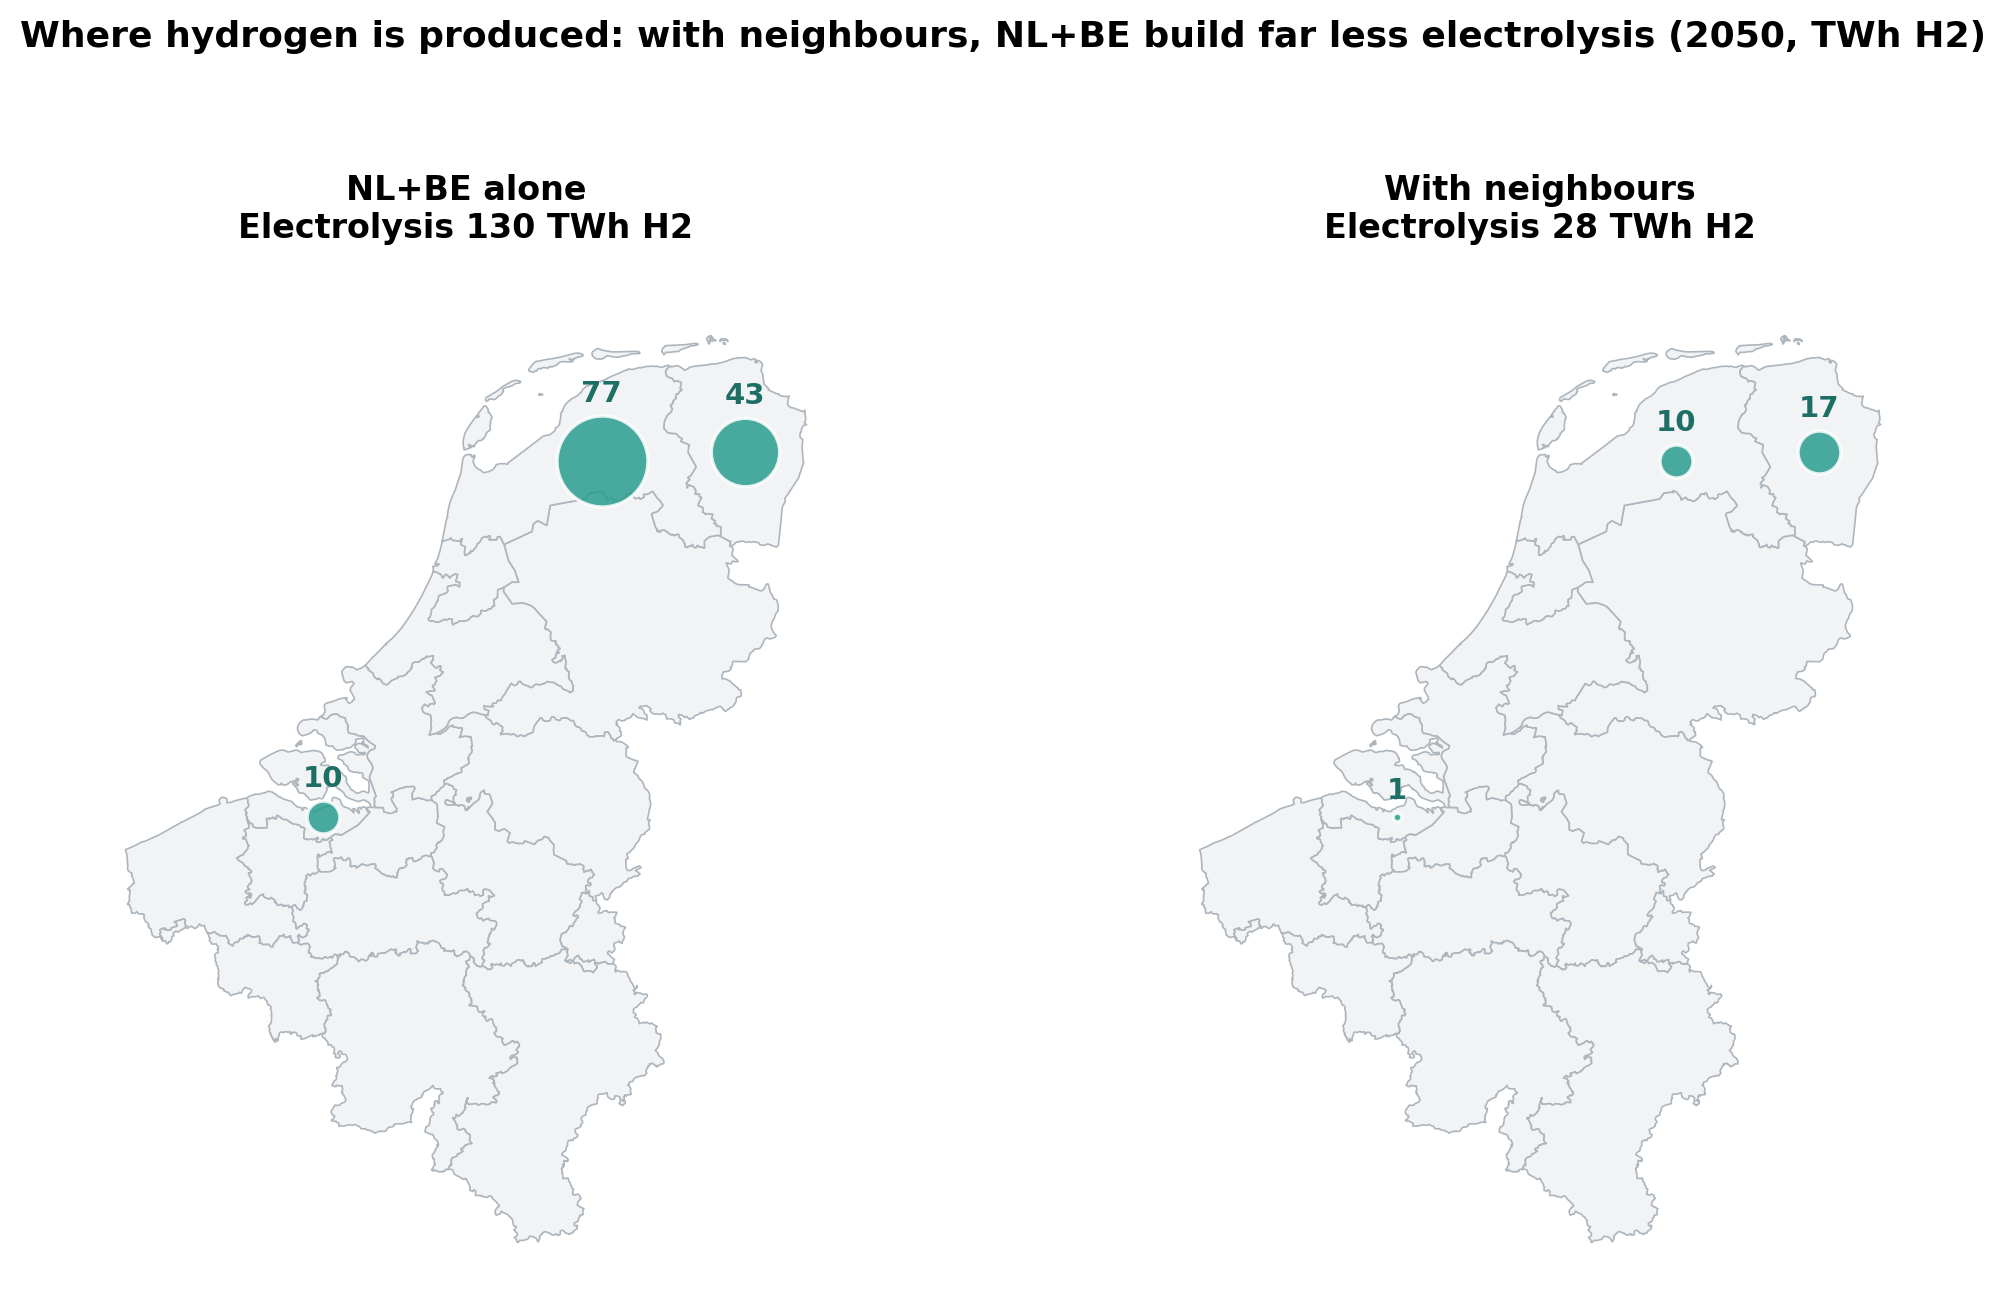 Where hydrogen is produced: with neighbours, NL+BE build far less electrolysis (2050, TWh H2)
NL+BE alone
Electrolysis 130 TWh H2
77
43
10
With neighbours
Electrolysis 28 TWh H2
10
17
1